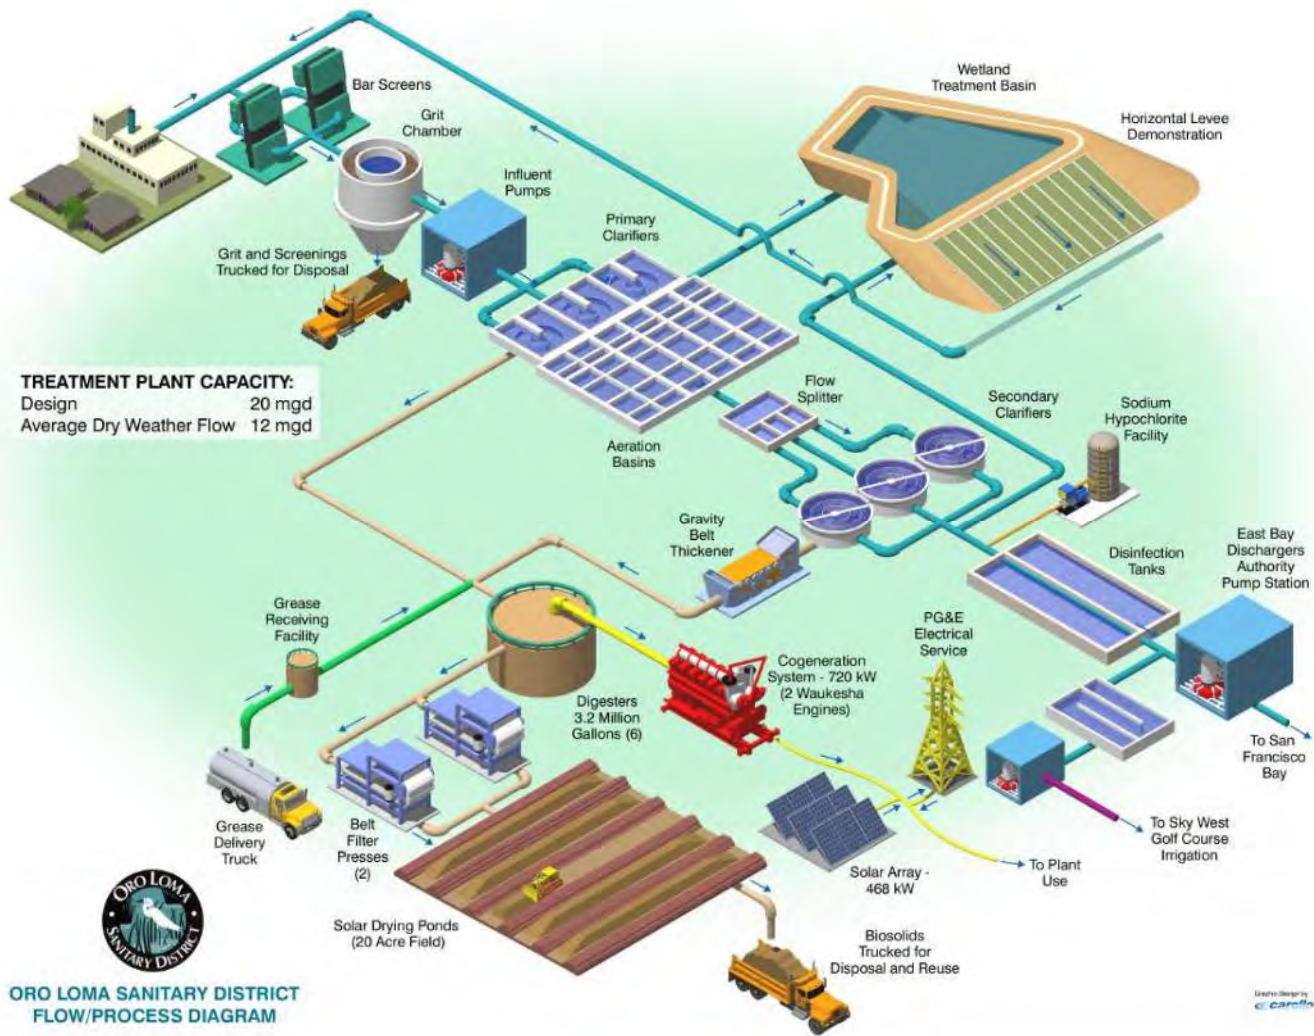 Bar Screens
Grit
Chamber
Influent
Pumps
Grit and Screenings
Trucked for Disposal
Primary
Clarifiers
Wetland
Treatment Basin
Horizontal Levee
Demonstration
TREATMENT PLANT CAPACITY:
Design 20 mgd
Average Dry Weather Flow 12 mgd
Aeration
Basins
Flow
Splitter
Secondary
Clarifiers
Sodium
Hypochlorite
Facility
Gravity
Belt
Thickener
Disinfection
Tanks
East Bay
Dischargers
Authority
Pump Station
Grease
Receiving
Facility
Digesters
3.2 Million
Gallons (6)
Cogeneration
System - 720 kW
(2 Waukesha
Engines)
PG&E
Electrical
Service
To San
Francisco
Bay
Grease
Delivery
Truck
Belt
Filter
Presses
(2)
To Sky West
Golf Course
Irrigation
Solar Array -
468 kW
To Plant
Use
Solar Drying Ponds
(20 Acre Field)
Biosolids
Trucked for
Disposal and Reuse
ORO LOMA
SANITARY DISTRICT
ORO LOMA SANITARY DISTRICT
FLOW/PROCESS DIAGRAM
Graphic Design by
carollo